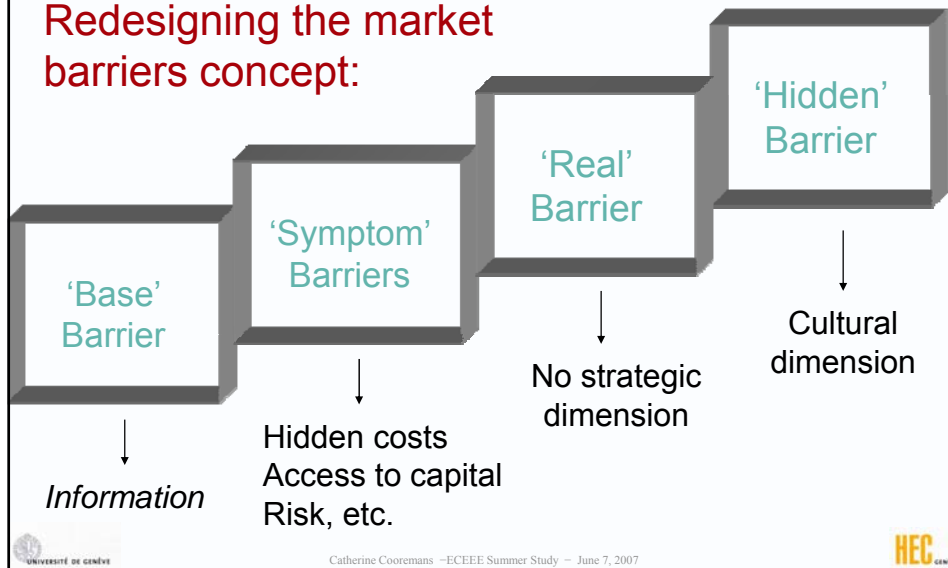 Redesigning the market
barriers concept:
‘Base’
Barrier
‘Symptom’
Barriers
‘Real’
Barrier
‘Hidden’
Barrier
Information
Hidden costs
Access to capital
Risk, etc.
No strategic
dimension
Cultural
dimension
UNIVERSITÉ DE GENÈVE
Catherine Cooremans –ECEEE Summer Study – June 7, 2007
HEC